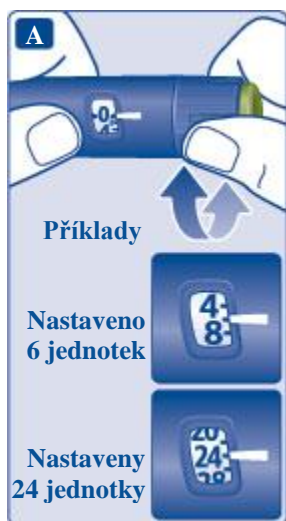 A
0
Příklady
4
8
Nastaveno
6 jednotek
20
24
28
Nastaveny
24 jednotky